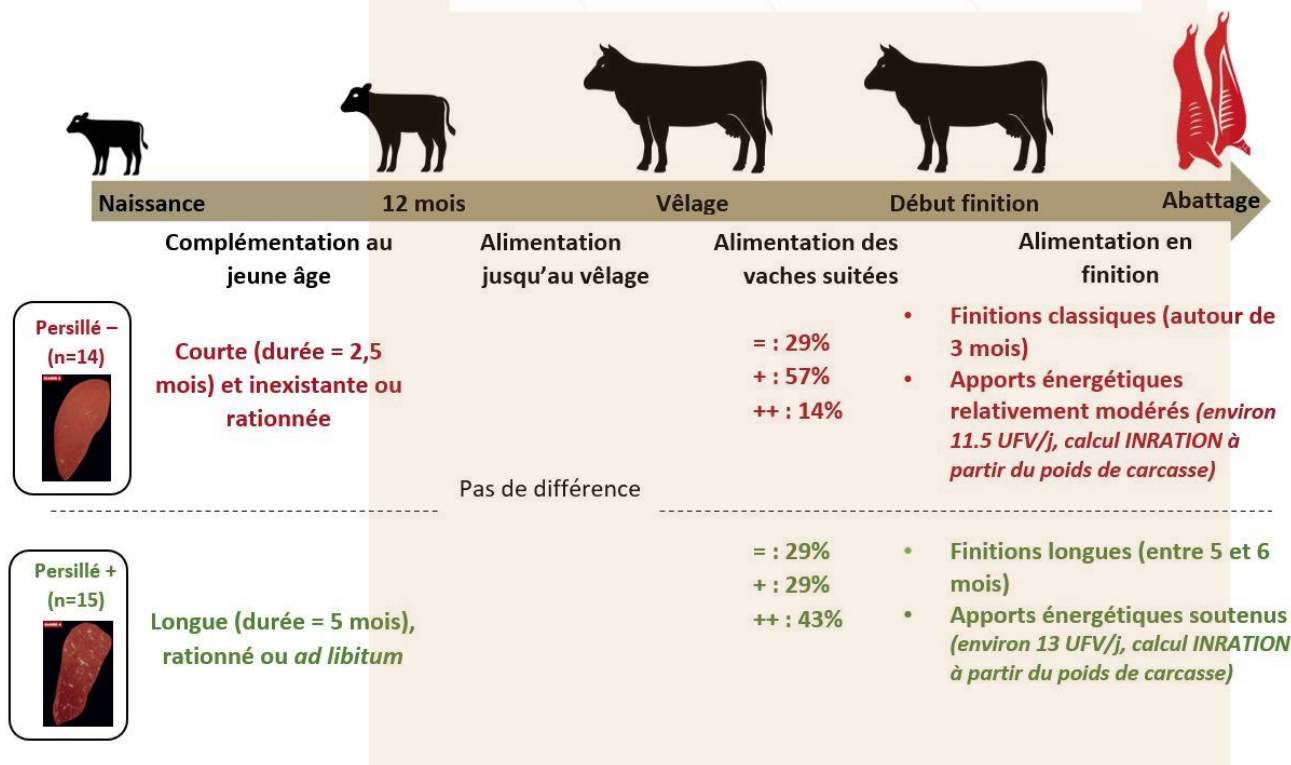 Naissance
12 mois
Vêlage
Début finition
Abattage
Complémentation au
jeune âge
Alimentation
jusqu'au vêlage
Alimentation des
vaches suitées
Alimentation en
finition
Persillé –
(n=14)
Courte (durée = 2,5
mois) et inexistante ou
rationnée
= : 29%
+ : 57%
++ : 14%
• Finitions classiques (autour de
3 mois)
• Apports énergétiques
relativement modérés (environ
11.5 UFV/j, calcul INRATION à
partir du poids de carcasse)
Pas de différence
Persillé +
(n=15)
Longue (durée = 5 mois),
rationné ou ad libitum
= : 29%
+ : 29%
++ : 43%
• Finitions longues (entre 5 et 6
mois)
• Apports énergétiques soutenus
(environ 13 UFV/j, calcul INRATION
à partir du poids de carcasse)